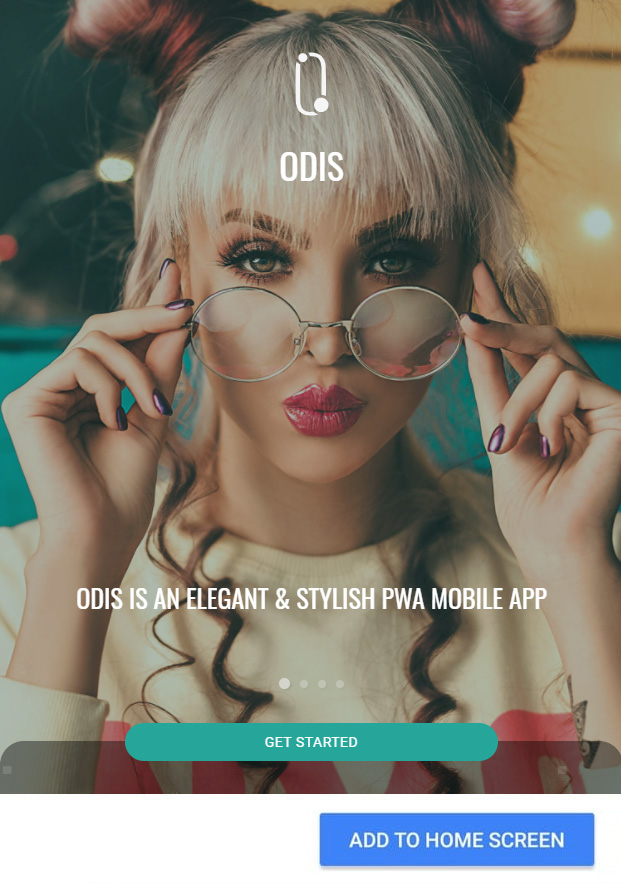 ODIS
ODIS IS AN ELEGANT & STYLISH PWA MOBILE APP
GET STARTED
ADD TO HOME SCREEN